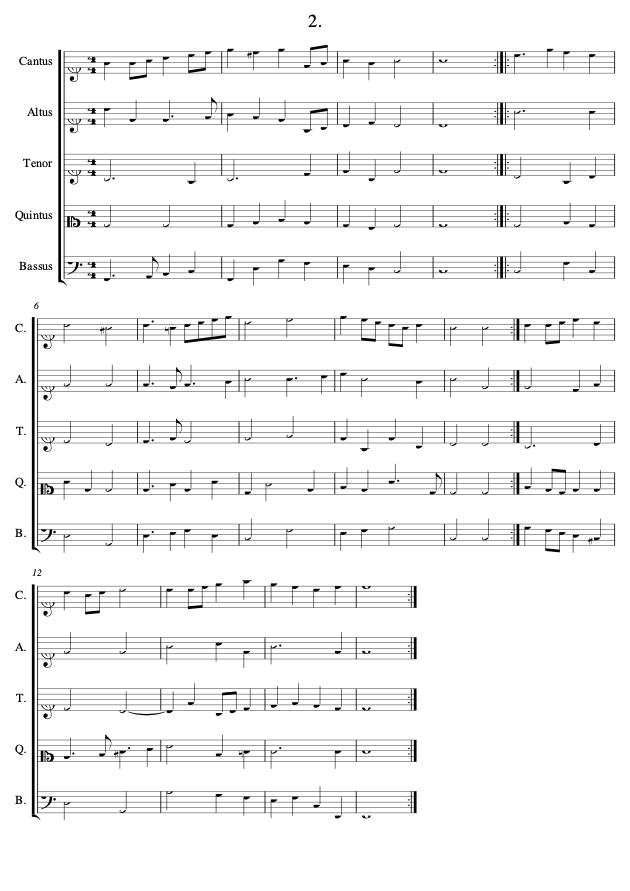 2.
Cantus
Altus
Tenor
Quintus
Bassus
6
C.
A.
T.
Q.
B.
12
C.
A.
T.
Q.
B.